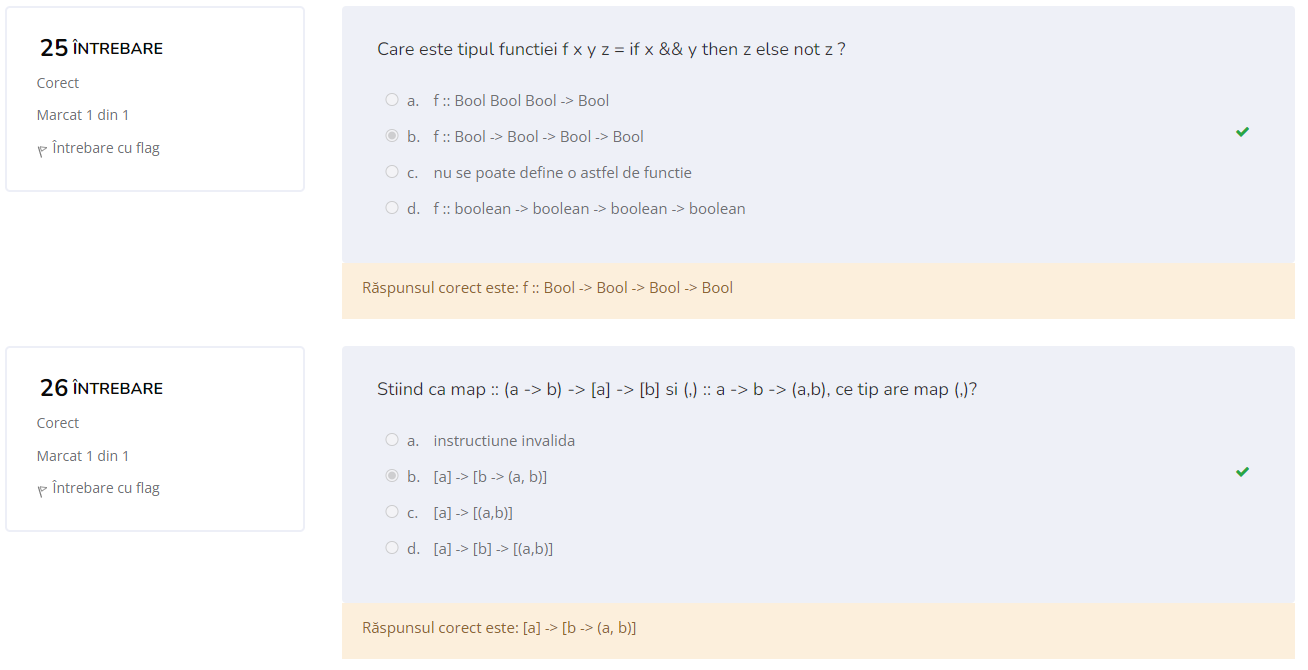 25 ÎNTREBARE
Corect
Marcat 1 din 1
Întrebare cu flag
Care este tipul functiei f x y z = if x && y then z else not z ?
a. f :: Bool Bool Bool -> Bool
b. f :: Bool -> Bool -> Bool -> Bool
c. nu se poate define o astfel de functie
d. f :: boolean -> boolean -> boolean -> boolean
Răspunsul corect este: f :: Bool -> Bool -> Bool -> Bool
26 ÎNTREBARE
Corect
Marcat 1 din 1
Întrebare cu flag
Stiind ca map :: (a -> b) -> [a] -> [b] si (,) :: a -> b -> (a,b), ce tip are map (,)?
a. instructiune invalida
b. [a] -> [b -> (a, b)]
c. [a] -> [(a,b)]
d. [a] -> [b] -> [(a,b)]
Răspunsul corect este: [a] -> [b -> (a, b)]